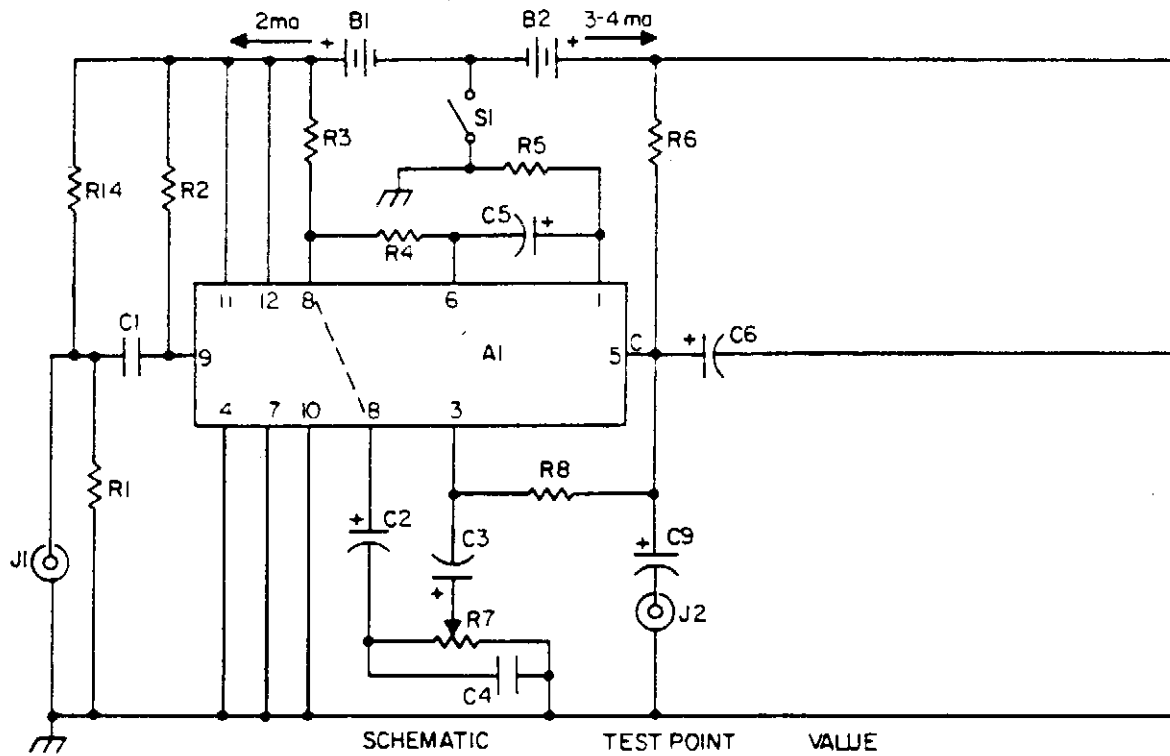 2ma + B1 B2 + 3-4 ma
S1
R3 R5 R6
R14 R2
C5 +
R4
11 12 8 6 1
C1 + C6
9 A1 5 C
4 7 10 8 3
R8
R1
+ C2 C3 + C9
J1
+ R7 J2
C4
SCHEMATIC TEST POINT VALUE